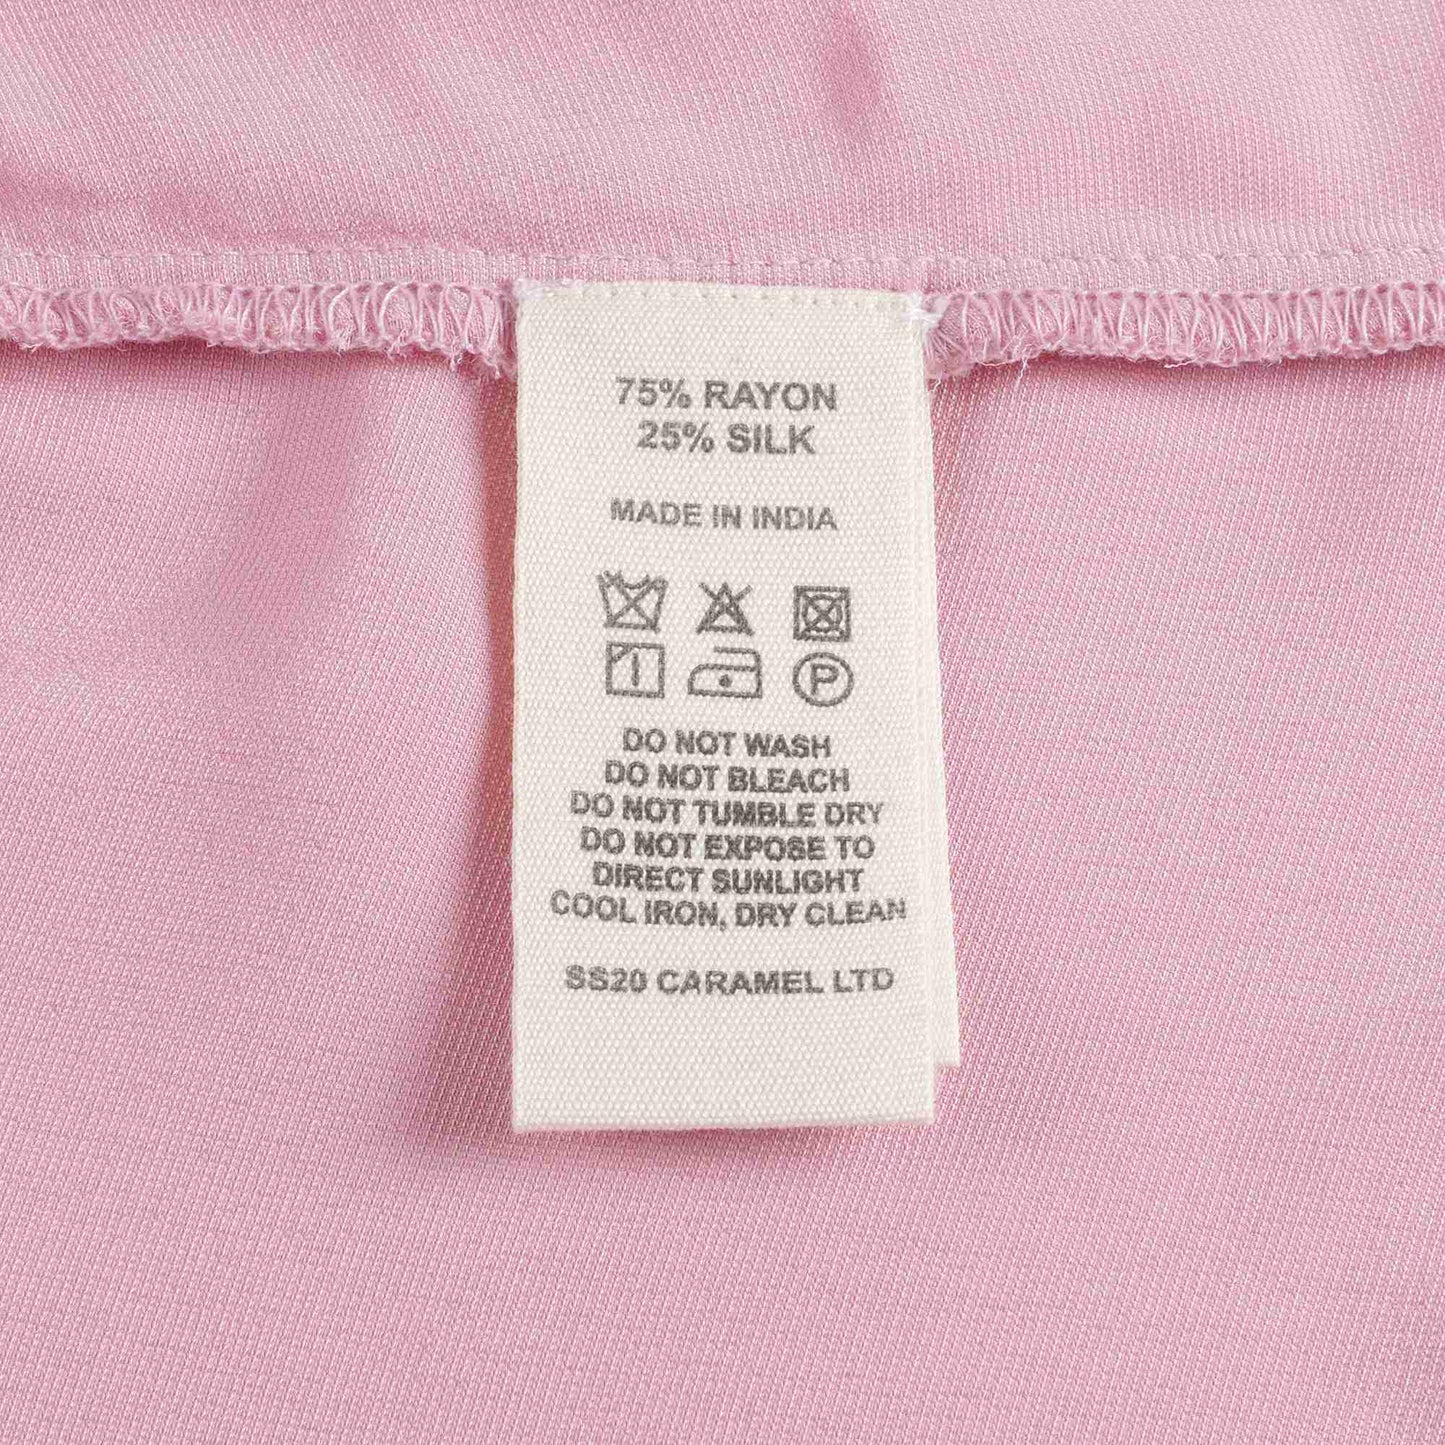 75% RAYON
25% SILK
MADE IN INDIA
P
DO NOT WASH
DO NOT BLEACH
DO NOT TUMBLE DRY
DO NOT EXPOSE TO
DIRECT SUNLIGHT
COOL IRON, DRY CLEAN
SS20 CARAMEL LTD